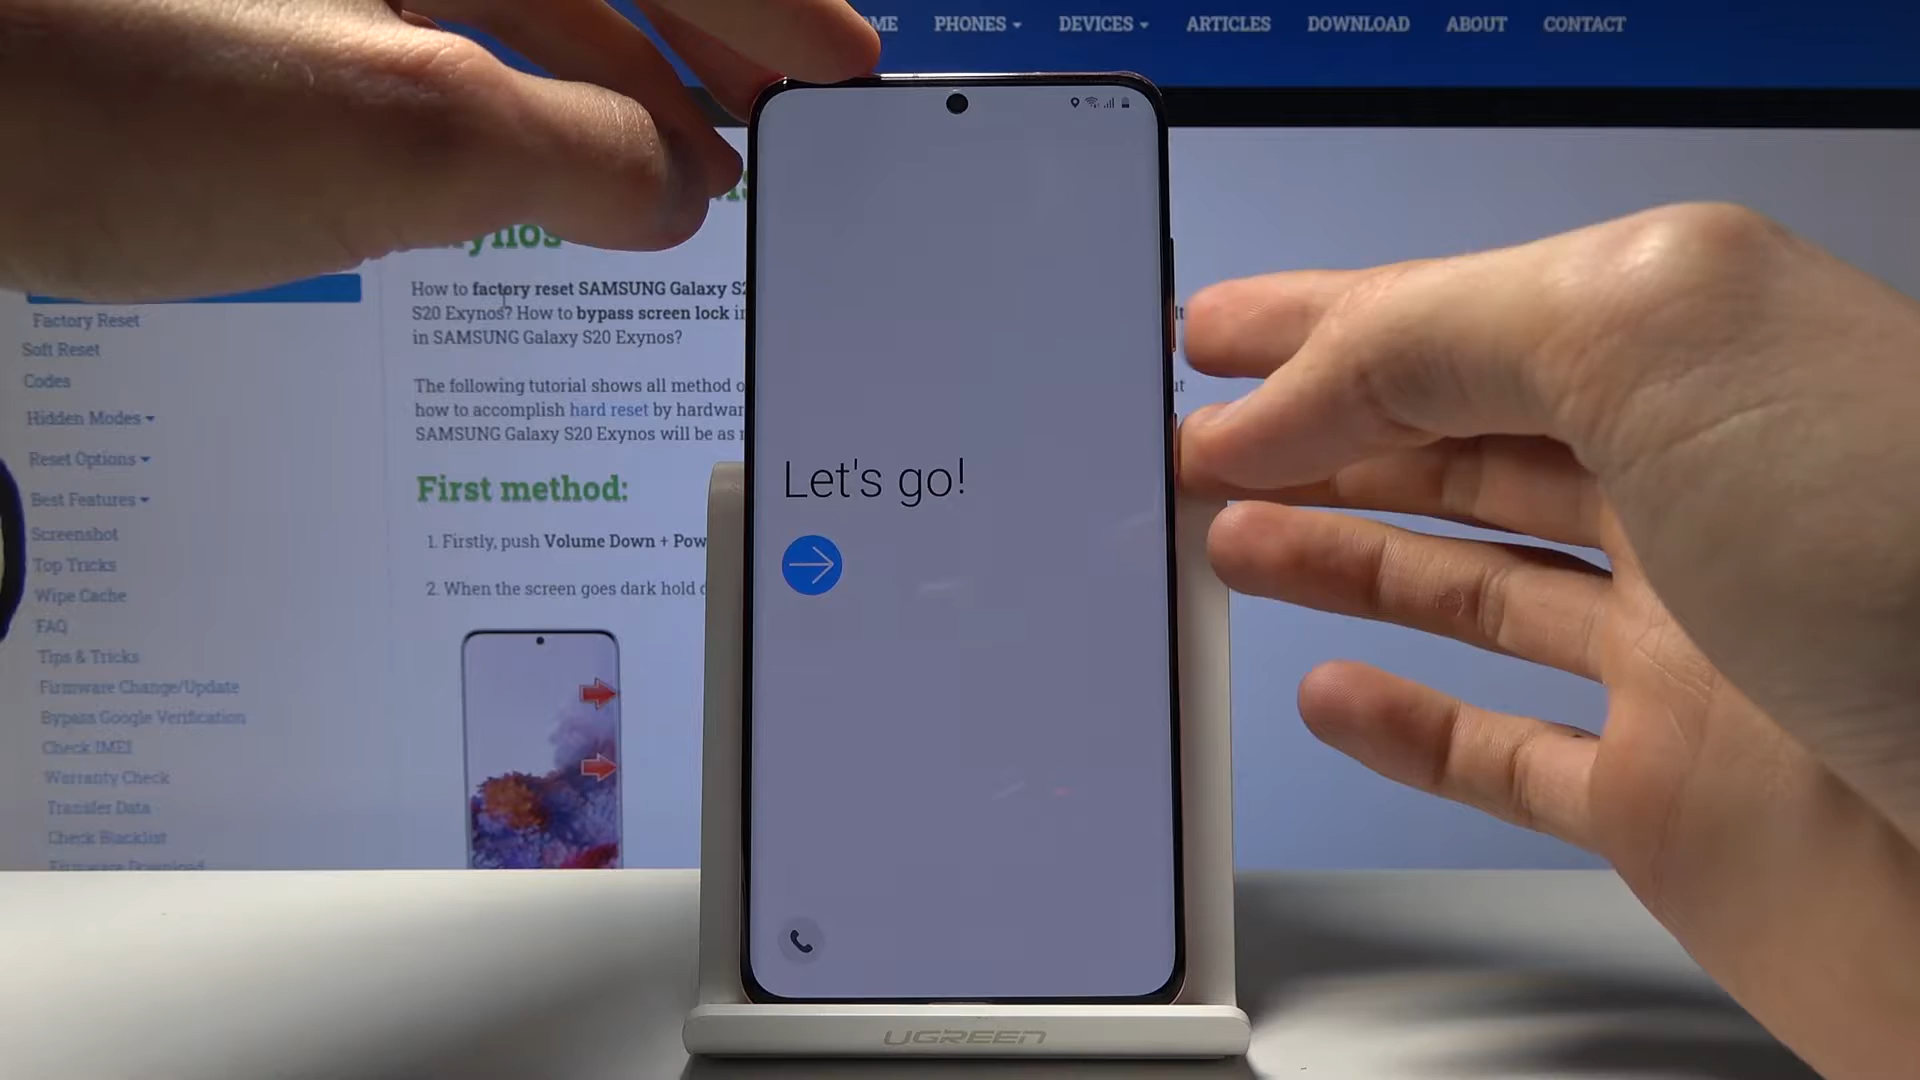 PHONES
DEVICES
ARTICLES
DOWNLOAD
ABOUT
CONTACT
How to factory reset SAMSUNG Galaxy
S20 Exynos? How to bypass screen lock
in SAMSUNG Galaxy S20 Exynos?
The following tutorial shows all method
how to accomplish hard reset by
SAMSUNG Galaxy S20 Exynos will be as
First method:
1. Firstly, push Volume Down +
2. When the screen goes dark hold
Factory Reset
Soft Reset
Codes
Hidden Modes
Reset Options
Best Features
Screenshot
Top Tricks
Wipe Cache
FAQ
Tips & Tricks
Firmware Change/Update
Bypass Google Verification
Check IMEI
Warranty Check
Transfer Data
Check Blacklist
Firmware Download
Let's go!
UGREEN